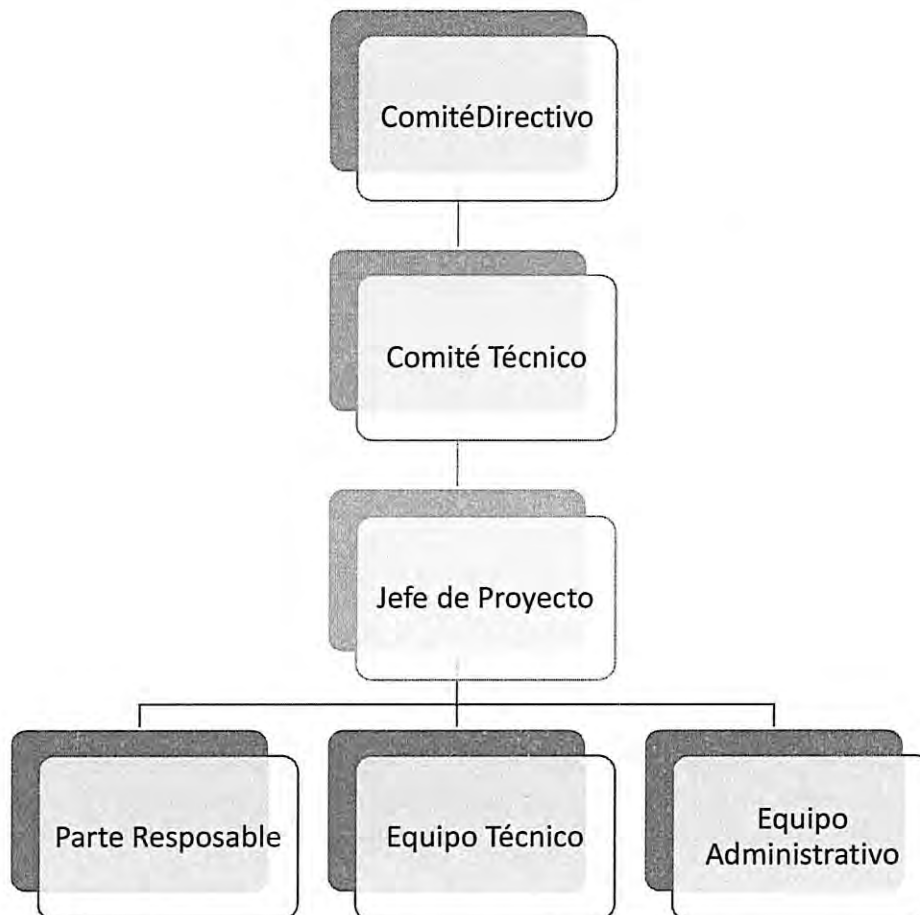 ComitéDirectivo
Comité Técnico
Jefe de Proyecto
Parte Resposable
Equipo Técnico
Equipo
Administrativo